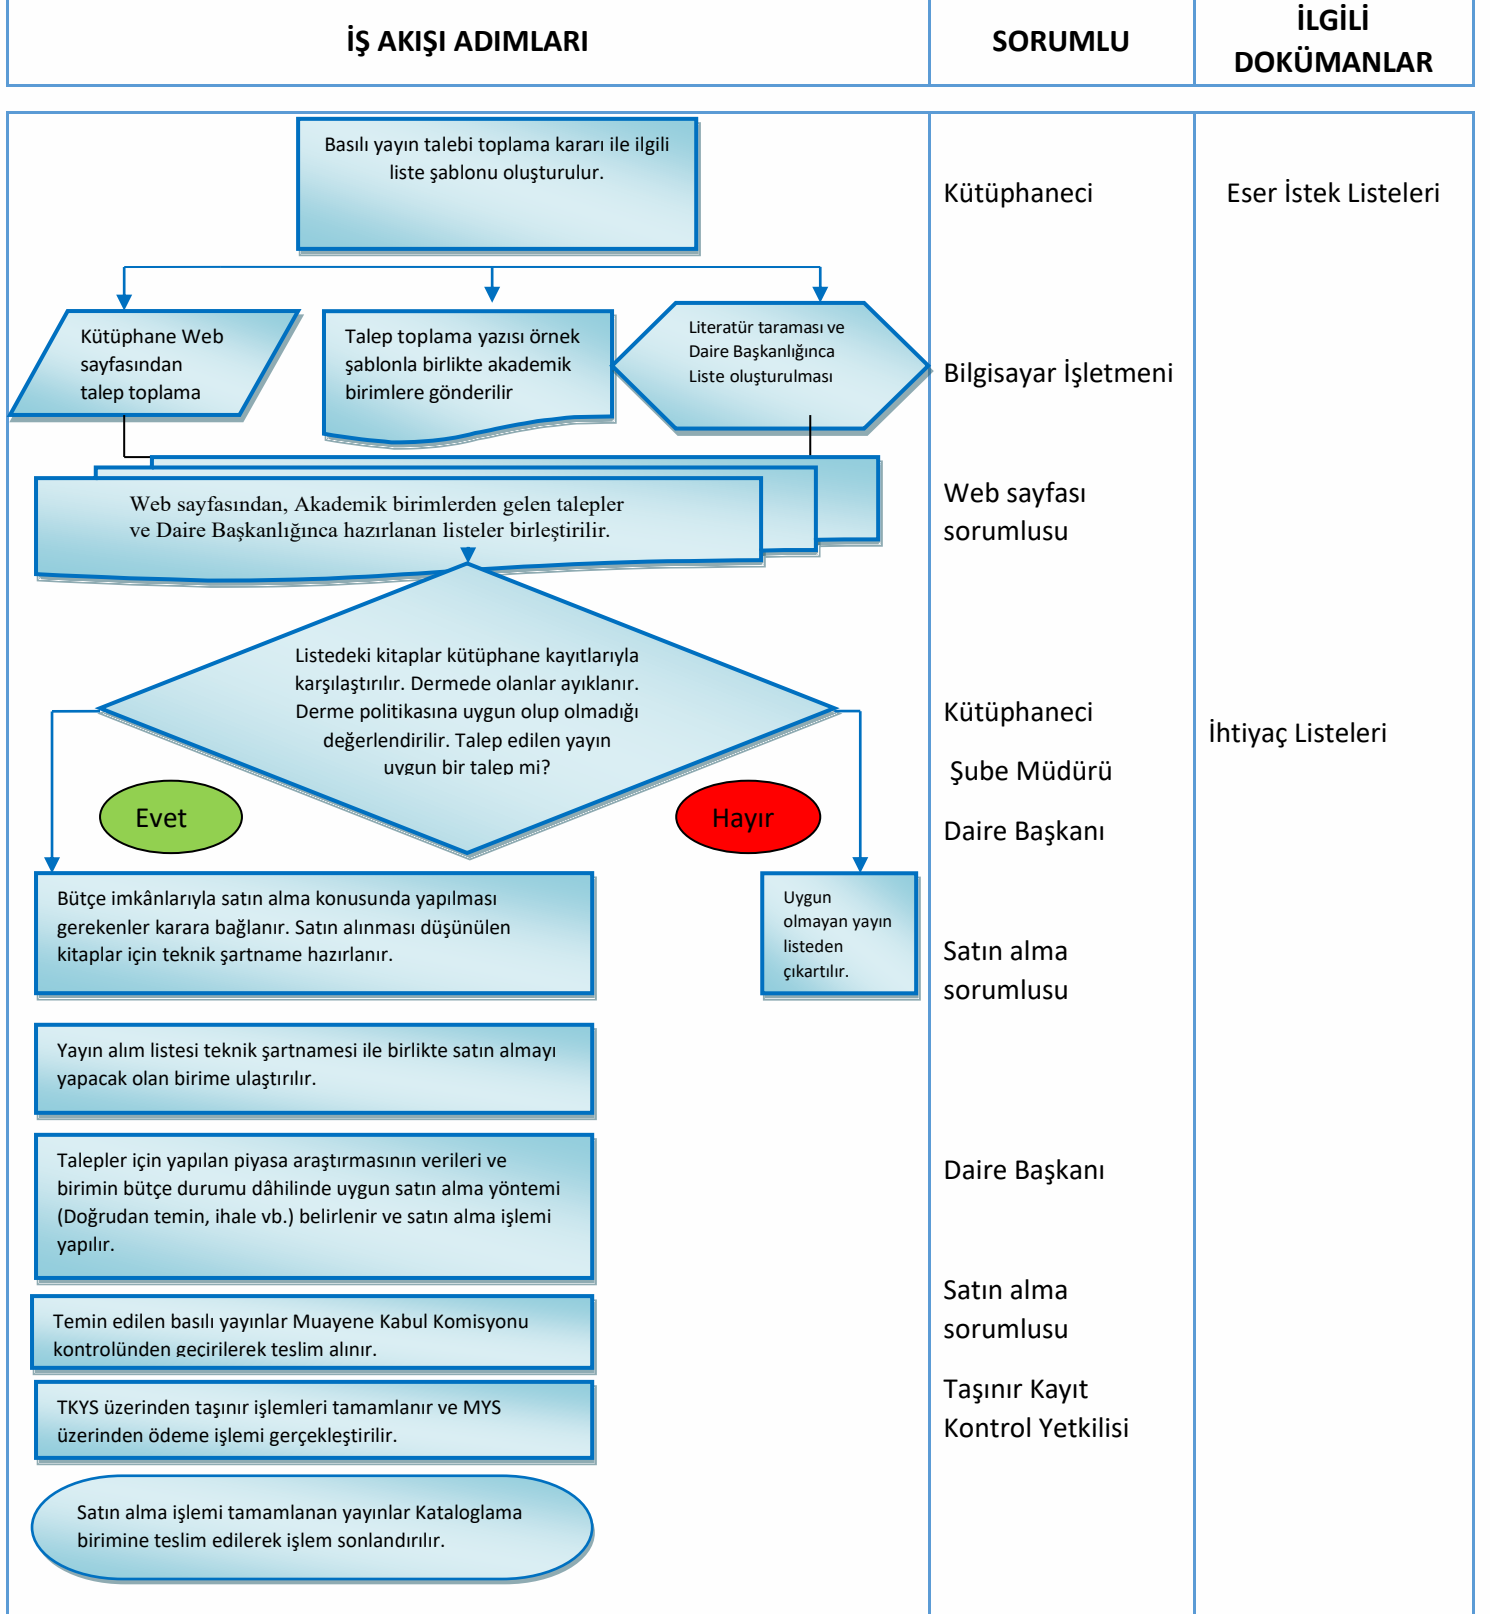 İŞ AKIŞI ADIMLARI
SORUMLU
İLGİLİ
DOKÜMANLAR
Basılı yayın talebi toplama kararı ile ilgili
liste şablonu oluşturulur.
Kütüphaneci
Eser İstek Listeleri
Kütüphane Web
sayfasından
talep toplama
Talep toplama yazısı örnek
şablonla birlikte akademik
birimlere gönderilir
Literatür taraması ve
Daire Başkanlığınca
Liste oluşturulması
Bilgisayar İşletmeni
Web sayfasından, Akademik birimlerden gelen talepler
ve Daire Başkanlığınca hazırlanan listeler birleştirilir.
Web sayfası
sorumlusu
Listedeki kitaplar kütüphane kayıtlarıyla
karşılaştırılır. Dermede olanlar ayıklanır.
Derme politikasına uygun olup olmadığı
değerlendirilir. Talep edilen yayın
uygun bir talep mi?
Kütüphaneci
Şube Müdürü
Daire Başkanı
İhtiyaç Listeleri
Evet
Hayır
Bütçe imkânlarıyla satın alma konusunda yapılması
gerekenler karara bağlanır. Satın alınması düşünülen
kitaplar için teknik şartname hazırlanır.
Uygun
olmayan yayın
listeden
çıkartılır.
Satın alma
sorumlusu
Yayın alım listesi teknik şartnamesi ile birlikte satın almayı
yapacak olan birime ulaştırılır.
Talepler için yapılan piyasa araştırmasının verileri ve
birimin bütçe durumu dâhilinde uygun satın alma yöntemi
(Doğrudan temin, ihale vb.) belirlenir ve satın alma işlemi
yapılır.
Daire Başkanı
Temin edilen basılı yayınlar Muayene Kabul Komisyonu
kontrolünden geçirilerek teslim alınır.
Satın alma
sorumlusu
TKYS üzerinden taşınır işlemleri tamamlanır ve MYS
üzerinden ödeme işlemi gerçekleştirilir.
Taşınır Kayıt
Kontrol Yetkilisi
Satın alma işlemi tamamlanan yayınlar Kataloglama
birimine teslim edilerek işlem sonlandırılır.